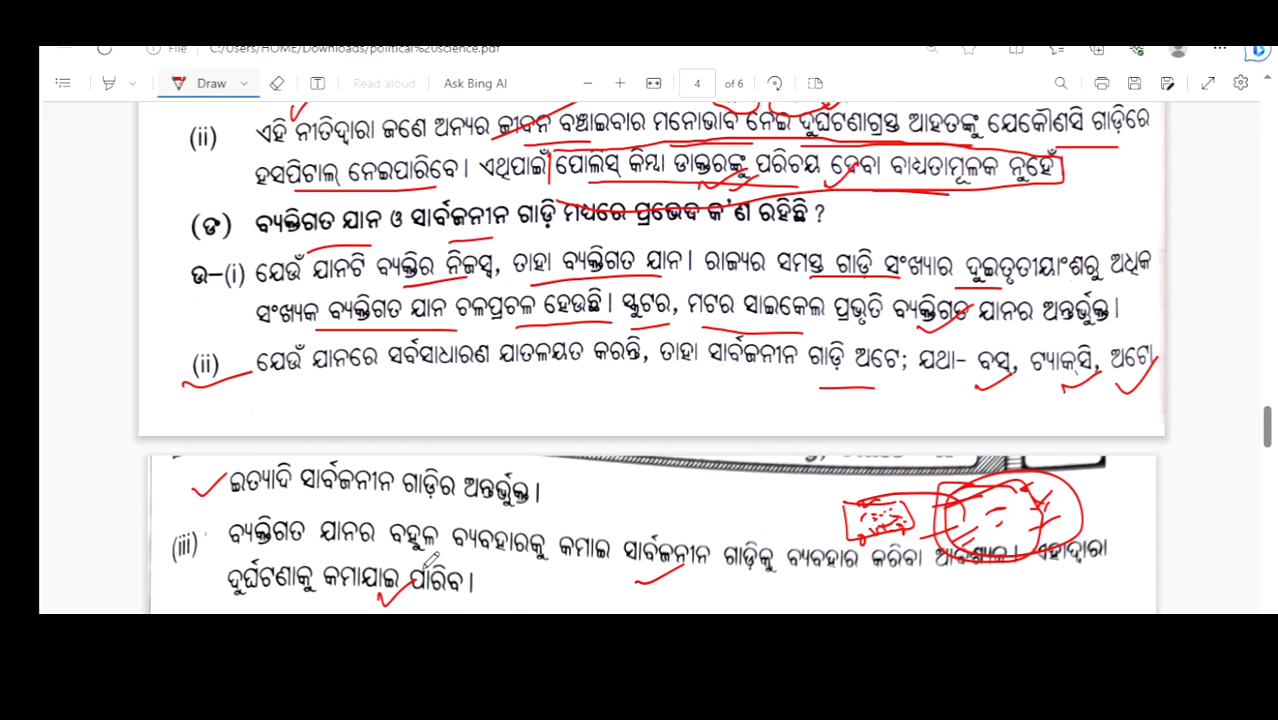 File C:/Users/HOME/Downloads/political%20science.pdf
Draw Read aloud Ask Bing AI 4 of 6
(ii) ଏହି ନୀତିଦ୍ଵାରା ଜଣେ ଅନ୍ୟର ଜୀବନ ବଞ୍ଚାଇବାର ମନୋଭାବ ନେଇ ଦୁର୍ଘଟଣାଗ୍ରସ୍ତ ଆହତଙ୍କୁ ଯେକୌଣସି ଗାଡ଼ିରେ
ହସପିଟାଲ୍ ନେଇପାରିବେ। ଏଥିପାଇଁ ପୋଲିସ୍ କିମ୍ବା ଡାକ୍ତରଙ୍କୁ ପରିଚୟ ଦେବା ବାଧ୍ୟତାମୂଳକ ନୁହେଁ
(ଙ) ବ୍ୟକ୍ତିଗତ ଯାନ ଓ ସାର୍ବଜନୀନ ଗାଡ଼ି ମଧ୍ୟରେ ପ୍ରଭେଦ କ'ଣ ରହିଛି ?
ଉ–(i) ଯେଉଁ ଯାନଟି ବ୍ୟକ୍ତିର ନିଜସ୍ୱ, ତାହା ବ୍ୟକ୍ତିଗତ ଯାନ। ରାଜ୍ୟର ସମସ୍ତ ଗାଡ଼ି ସଂଖ୍ୟାର ଦୁଇତୃତୀୟାଂଶରୁ ଅଧିକ
ସଂଖ୍ୟକ ବ୍ୟକ୍ତିଗତ ଯାନ ଚଳପ୍ରଚଳ ହେଉଛି। ସ୍କୁଟର, ମଟର ସାଇକେଲ ପ୍ରଭୃତି ବ୍ୟକ୍ତିଗତ ଯାନର ଅନ୍ତର୍ଭୁକ୍ତ।
(ii) ଯେଉଁ ଯାନରେ ସର୍ବସାଧାରଣ ଯାତଳୟତ କରନ୍ତି, ତାହା ସାର୍ବଜନୀନ ଗାଡ଼ି ଅଟେ; ଯଥା– ବସ୍, ଟ୍ୟାକ୍ସି, ଅଟୋ
ଇତ୍ୟାଦି ସାର୍ବଜନୀନ ଗାଡ଼ିର ଅନ୍ତର୍ଭୁକ୍ତ।
(iii) ବ୍ୟକ୍ତିଗତ ଯାନର ବହୁଳ ବ୍ୟବହାରକୁ କମାଇ ସାର୍ବଜନୀନ ଗାଡ଼ିକୁ ବ୍ୟବହାର କରିବା ଆବଶ୍ୟକ। ଏହାଦ୍ୱାରା
ଦୁର୍ଘଟଣାକୁ କମାଯାଇ ପାରିବ।